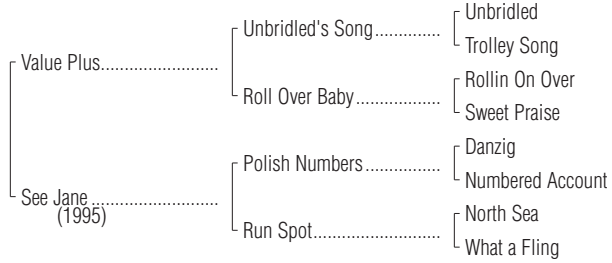 Unbridled
Unbridled's Song..............
Trolley Song
Value Plus.........................
Rollin On Over
Roll Over Baby..................
Sweet Praise
Danzig
Polish Numbers................
Numbered Account
See Jane...........................
(1995)
North Sea
Run Spot...........................
What a Fling